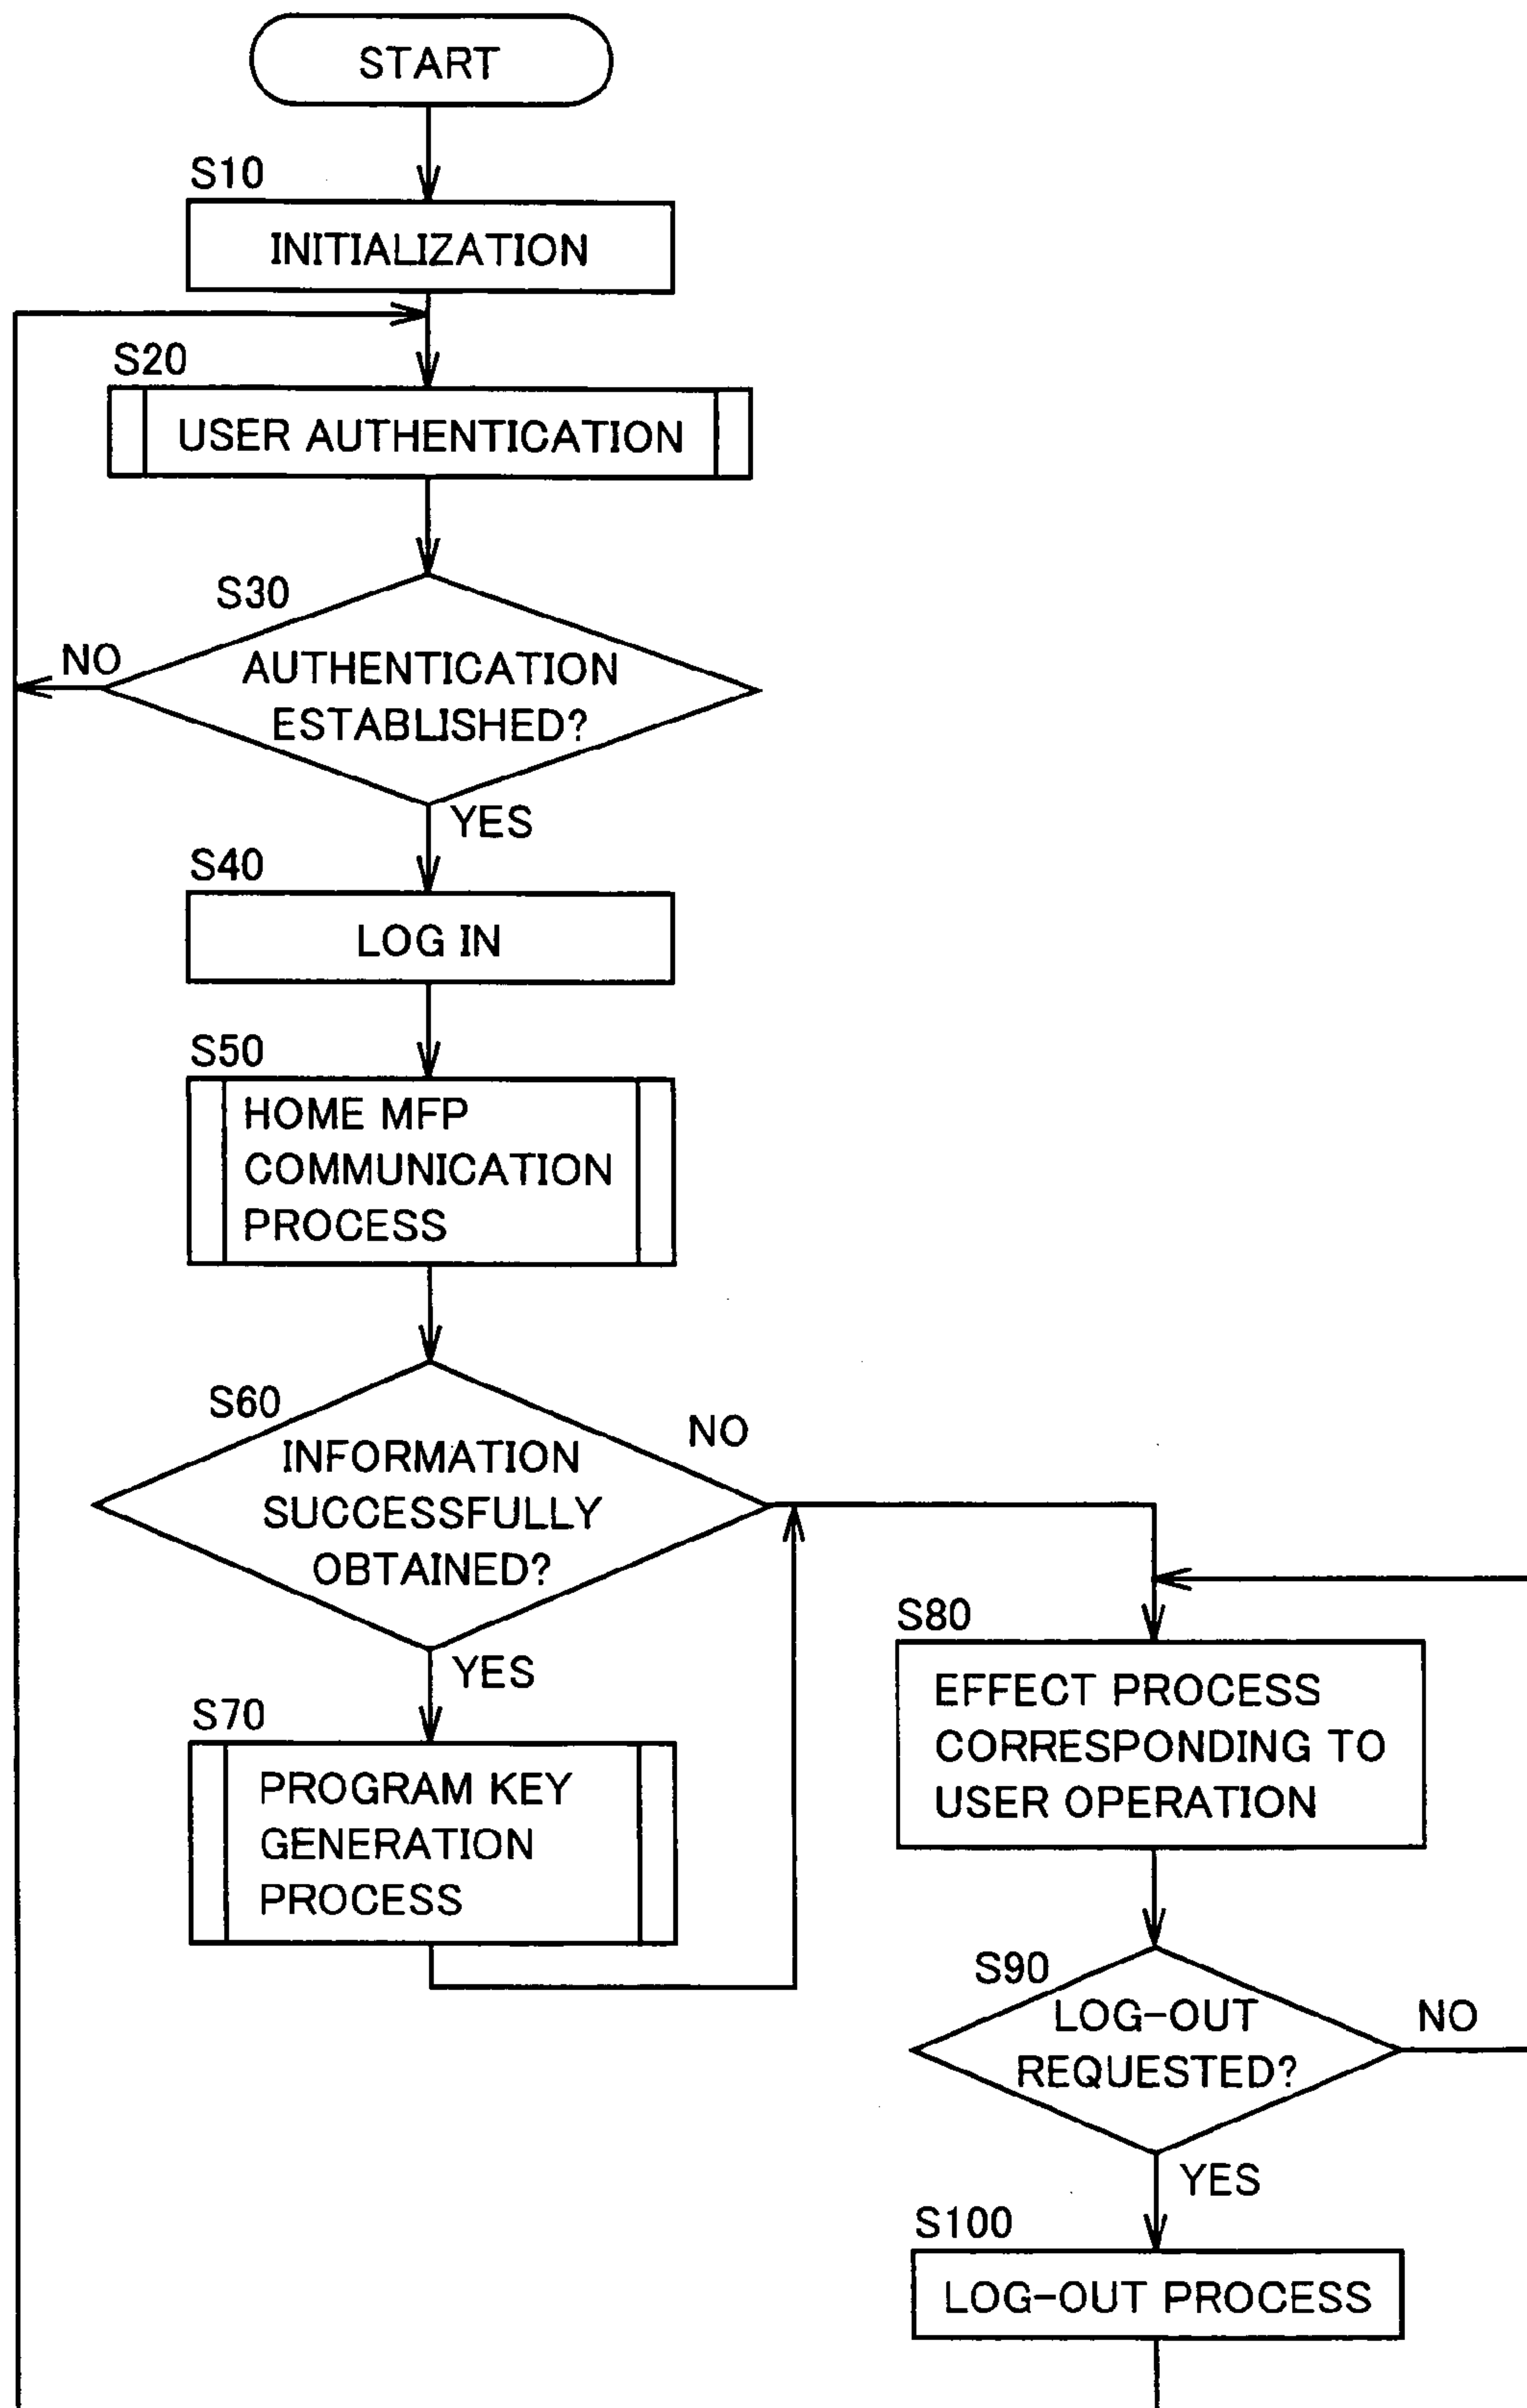 START
S10
INITIALIZATION
S20
USER AUTHENTICATION
S30
NO
AUTHENTICATION
ESTABLISHED?
YES
S40
LOG IN
S50
HOME MFP
COMMUNICATION
PROCESS
S60
NO
INFORMATION
SUCCESSFULLY
OBTAINED?
YES
S70
PROGRAM KEY
GENERATION
PROCESS
S80
EFFECT PROCESS
CORRESPONDING TO
USER OPERATION
S90
LOG-OUT
REQUESTED?
NO
YES
S100
LOG-OUT PROCESS